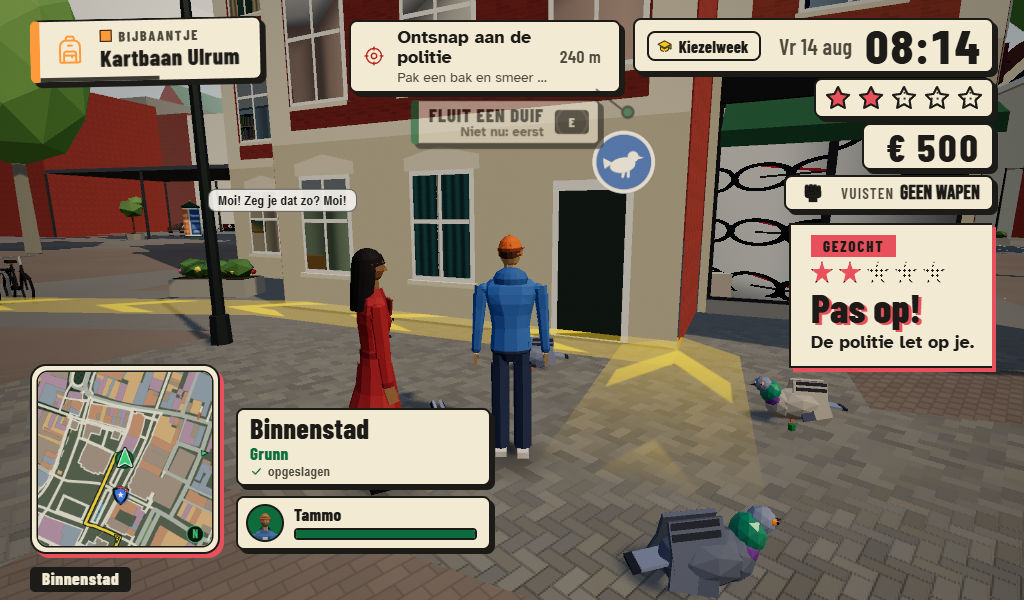 BIJBAANTJE
Kartbaan Ulrum
Ontsnap aan de
politie
240 m
Pak een bak en smeer ...
Kiezelweek
Vr 14 aug
08:14
€ 500
VUISTEN GEEN WAPEN
FLUIT EEN DUIF
Niet nu: eerst
E
Moi! Zeg je dat zo? Moi!
GEZOCHT
Pas op!
De politie let op je.
Binnenstad
Grunn
opgeslagen
Tammo
N
Binnenstad